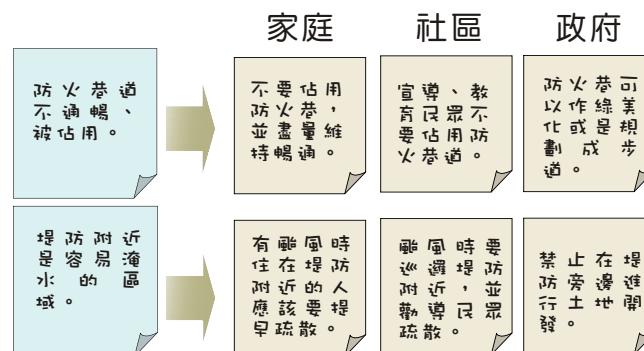 家庭
社區
政府
防火巷道
不通暢、
被佔用。
不要佔用
防火巷，
並盡量維
持暢通。
宣導、教
育民眾不
要佔用防
火巷道。
防火巷可
以作綠美
化或是規
劃成步
道。
堤防附近
是容易淹
水的區
域。
有颱風時
住在堤防
附近的人
應該要提
早疏散。
颱風時要
巡邏堤防
附近，並
勸導民眾
疏散。
禁止在堤
防旁邊進
行土地開
發。